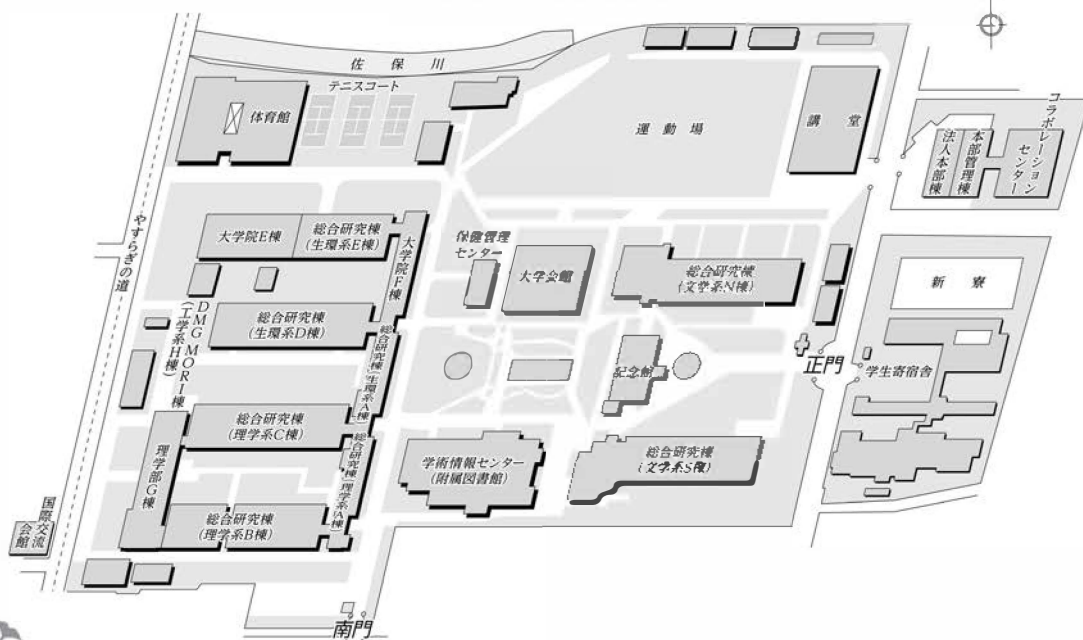 佐保川
テニスコート
体育館
運動場
講堂
コラボレーション
センター
本部管理棟
法人本部棟
やすらぎの道
大学院E棟
総合研究棟
(生環系E棟)
大学院F棟
保健管理
センター
大学会館
総合研究棟
(文学系N棟)
新寮
DMG MORI棟
(工学系H棟)
総合研究棟
(生環系D棟)
総合研究棟(生環系A棟)
記念館
正門
学生寄宿舎
総合研究棟
(理学系C棟)
理学部G棟
総合研究棟(理学系A棟)
学術情報センター
(附属図書館)
総合研究棟
(文学系S棟)
国際交流
会館
総合研究棟
(理学系B棟)
南門